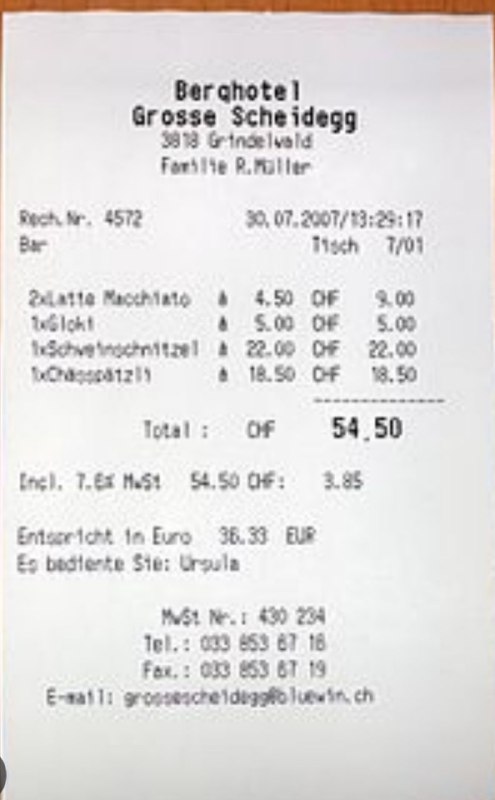 Berghotel
Grosse Scheidegg
3818 Grindelwald
Familie R.Müller
Rech.Nr. 4572 30.07.2007/13:29:17
Bar Tisch 7/01
2xLatte Macchiato à 4.50 CHF 9.00
1xGloki à 5.00 CHF 5.00
1xSchweinschnitzel à 22.00 CHF 22.00
1xChässpätzli à 18.50 CHF 18.50
Total: CHF 54.50
Incl. 7.6% MwSt 54.50 CHF: 3.85
Entspricht in Euro 36.33 EUR
Es bediente Sie: Ursula
MwSt Nr.: 430 234
Tel.: 033 853 67 16
Fax.: 033 853 67 19
E-mail: grossescheidegg@bluewin.ch